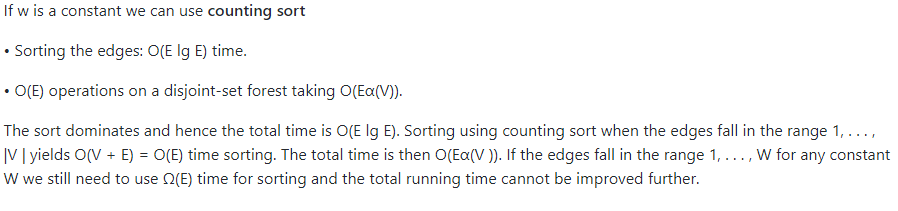 If w is a constant we can use counting sort
• Sorting the edges: O(E lg E) time.
• O(E) operations on a disjoint-set forest taking O(Eα(V)).
The sort dominates and hence the total time is O(E lg E). Sorting using counting sort when the edges fall in the range 1, . . . ,
|V | yields O(V + E) = O(E) time sorting. The total time is then O(Eα(V )). If the edges fall in the range 1, . . . , W for any constant
W we still need to use Ω(E) time for sorting and the total running time cannot be improved further.